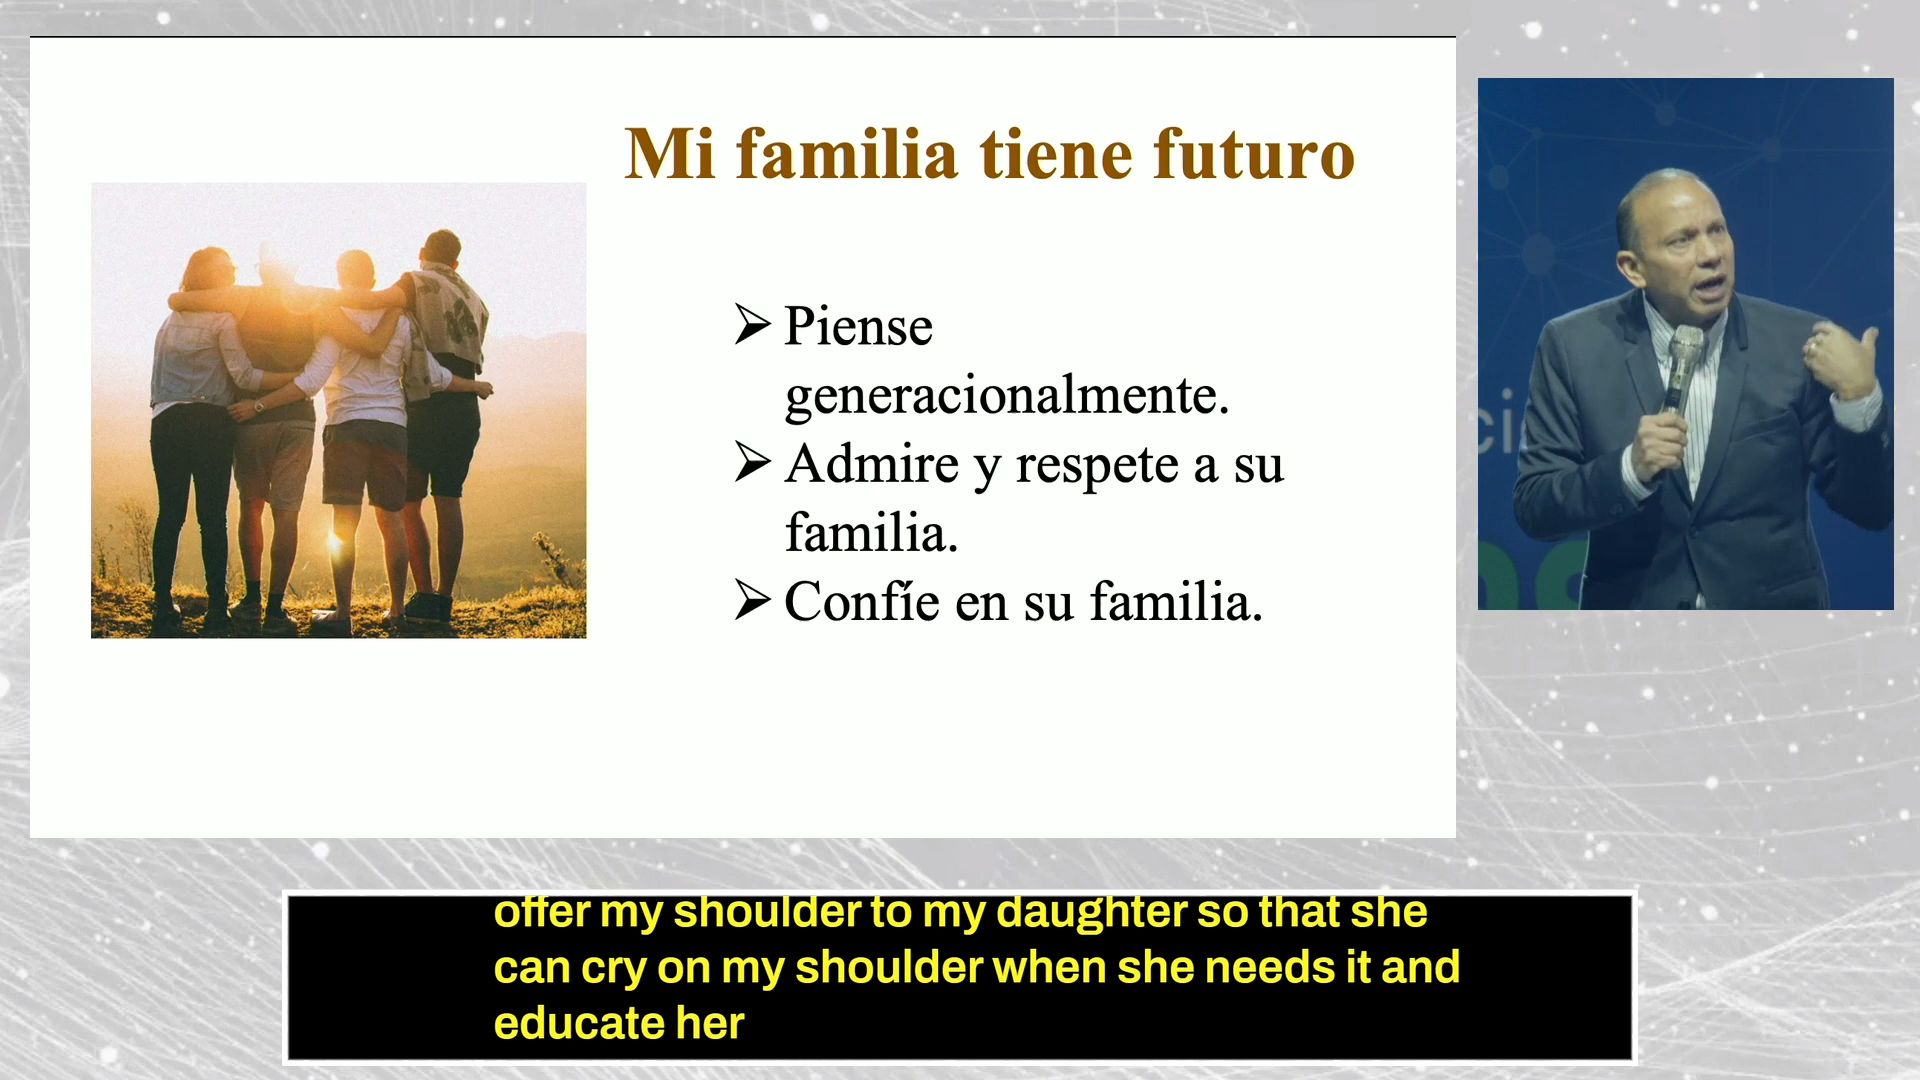 Mi familia tiene futuro
➢ Piense
generacionalmente.
➢ Admire y respete a su
familia.
➢ Confíe en su familia.
ci
offer my shoulder to my daughter so that she
can cry on my shoulder when she needs it and
educate her